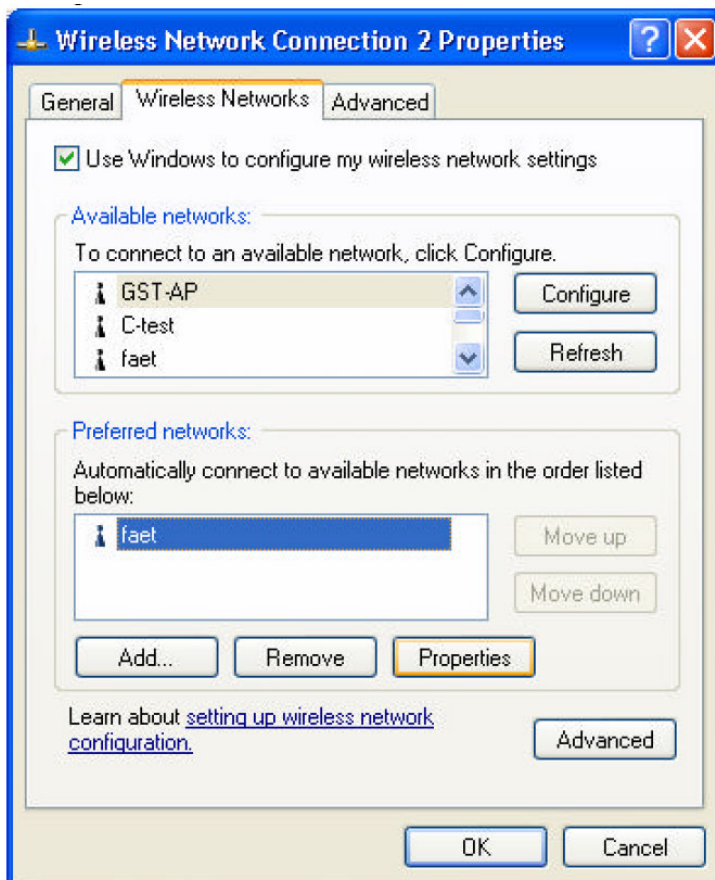 Wireless Network Connection 2 Properties
General Wireless Networks Advanced
Use Windows to configure my wireless network settings
Available networks:
To connect to an available network, click Configure.
GST-AP
C-test
faet
Configure
Refresh
Preferred networks:
Automatically connect to available networks in the order listed
below:
faet
Move up
Move down
Add... Remove Properties
Learn about setting up wireless network
configuration.
Advanced
OK Cancel